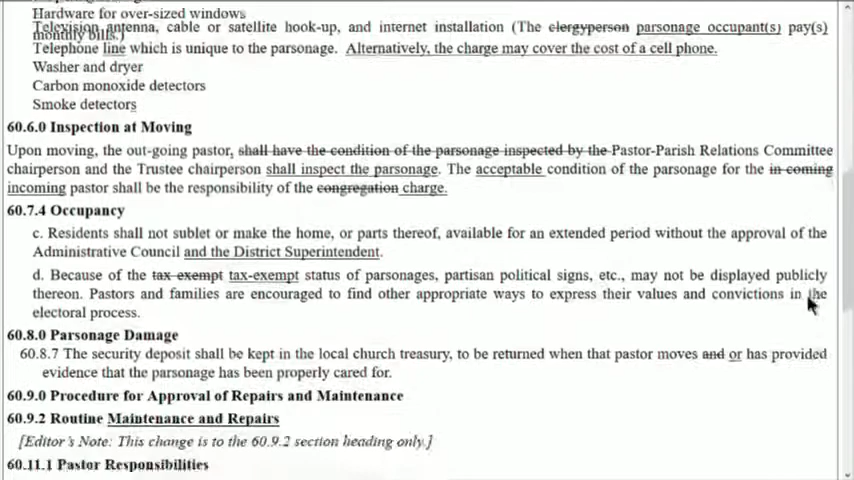 Hardware for over-sized windows
Television antenna, cable or satellite hook-up, and internet installation (The clergyperson parsonage occupant(s) pay(s)
monthly bills.)
Telephone line which is unique to the parsonage. Alternatively, the charge may cover the cost of a cell phone.
Washer and dryer
Carbon monoxide detectors
Smoke detectors
60.6.0 Inspection at Moving
Upon moving, the out-going pastor, shall have the condition of the parsonage inspected by the Pastor-Parish Relations Committee
chairperson and the Trustee chairperson shall inspect the parsonage. The acceptable condition of the parsonage for the in coming
incoming pastor shall be the responsibility of the congregation charge.
60.7.4 Occupancy
c. Residents shall not sublet or make the home, or parts thereof, available for an extended period without the approval of the
Administrative Council and the District Superintendent.
d. Because of the tax exempt tax-exempt status of parsonages, partisan political signs, etc., may not be displayed publicly
thereon. Pastors and families are encouraged to find other appropriate ways to express their values and convictions in the
electoral process.
60.8.0 Parsonage Damage
60.8.7 The security deposit shall be kept in the local church treasury, to be returned when that pastor moves and or has provided
evidence that the parsonage has been properly cared for.
60.9.0 Procedure for Approval of Repairs and Maintenance
60.9.2 Routine Maintenance and Repairs
[Editor's Note: This change is to the 60.9.2 section heading only.]
60.11.1 Pastor Responsibilities